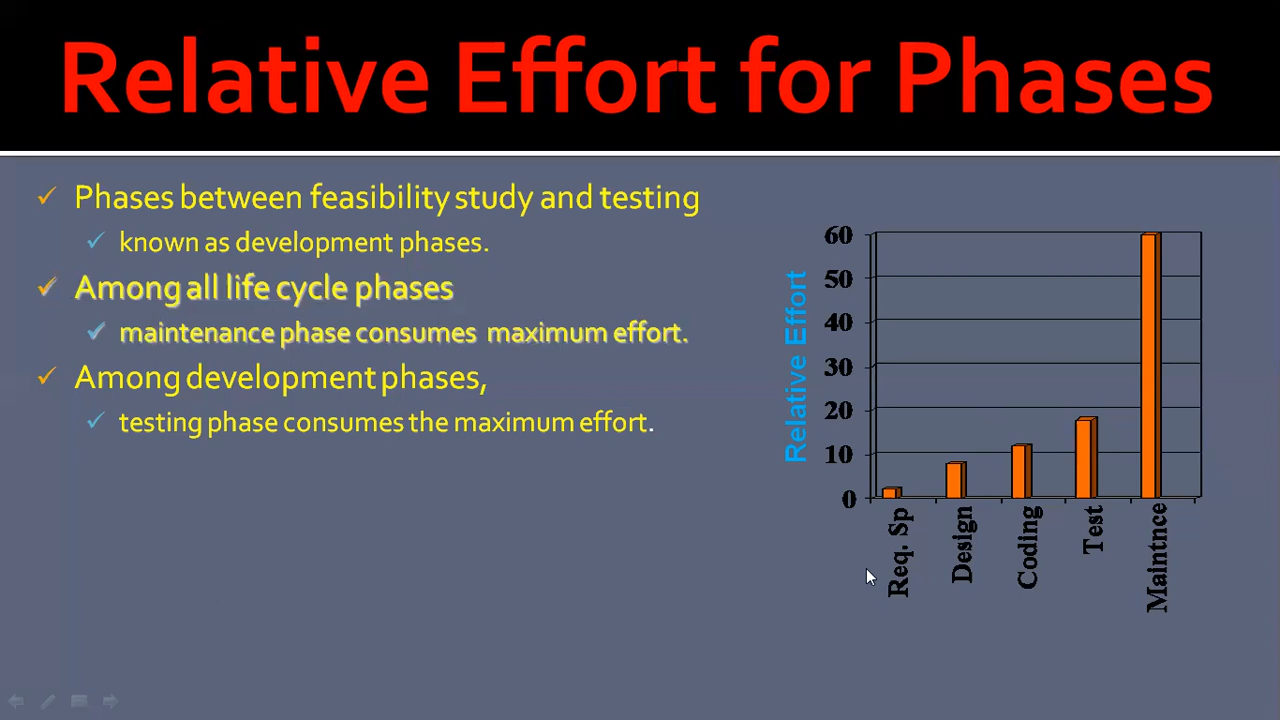 Relative Effort for Phases
Phases between feasibility study and testing
known as development phases.
Among all life cycle phases
maintenance phase consumes maximum effort.
Among development phases,
testing phase consumes the maximum effort.
Relative Effort
60
50
40
30
20
10
0
Req. Sp
Design
Coding
Test
Maintnce